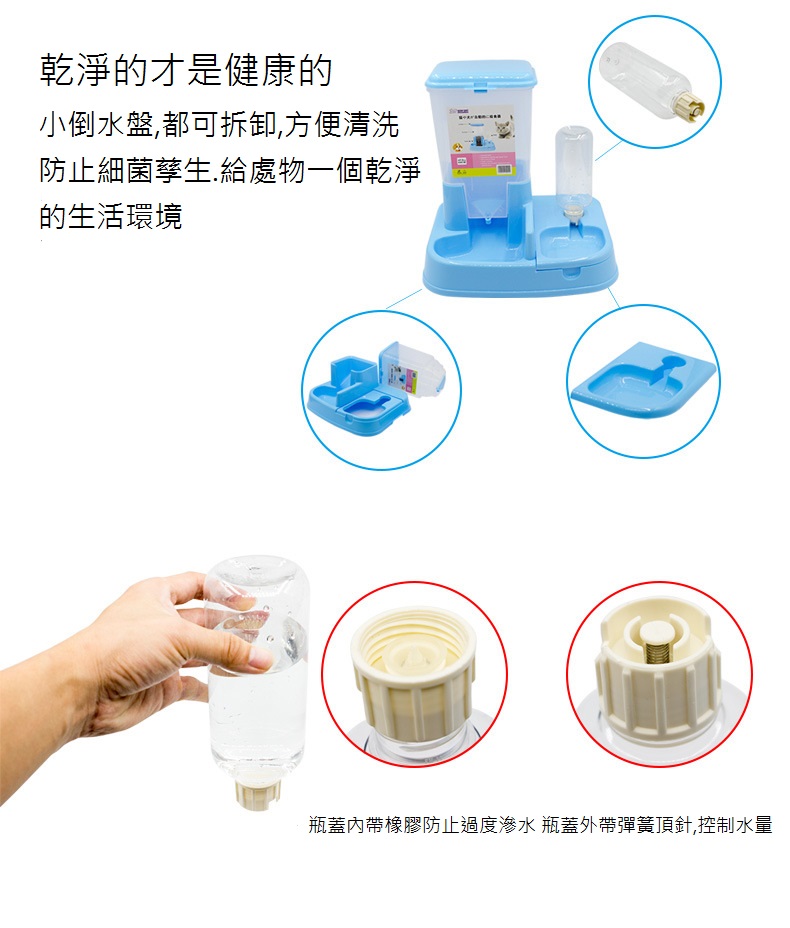 乾淨的才是健康的
小倒水盤,都可拆卸,方便清洗
防止細菌孳生.給處物一個乾淨
的生活環境
瓶蓋內帶橡膠防止過度滲水 瓶蓋外帶彈簧頂針,控制水量